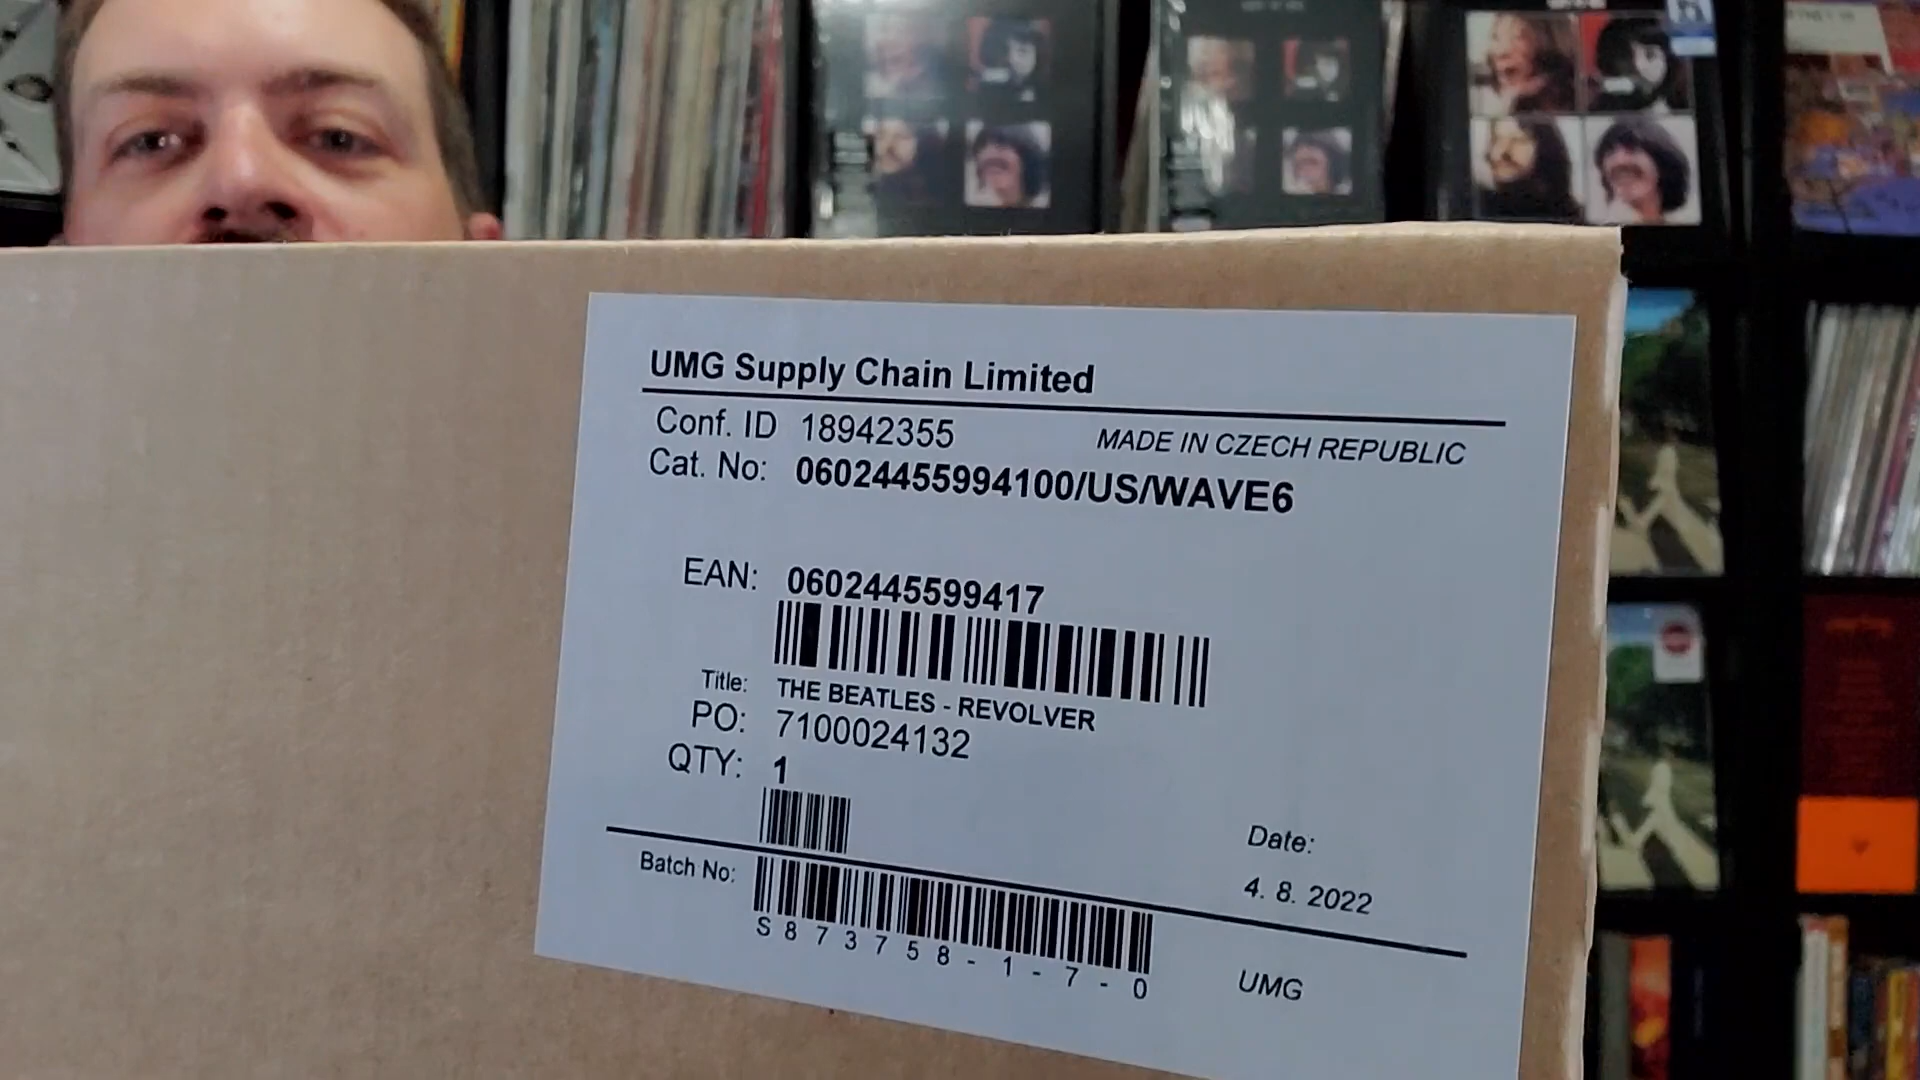 UMG Supply Chain Limited
Conf. ID 18942355 MADE IN CZECH REPUBLIC
Cat. No: 06024455994100/US/WAVE6
EAN: 0602445599417
Title: THE BEATLES - REVOLVER
PO: 7100024132
QTY: 1
Date:
4. 8. 2022
Batch No:
S873758-1-7-0
UMG